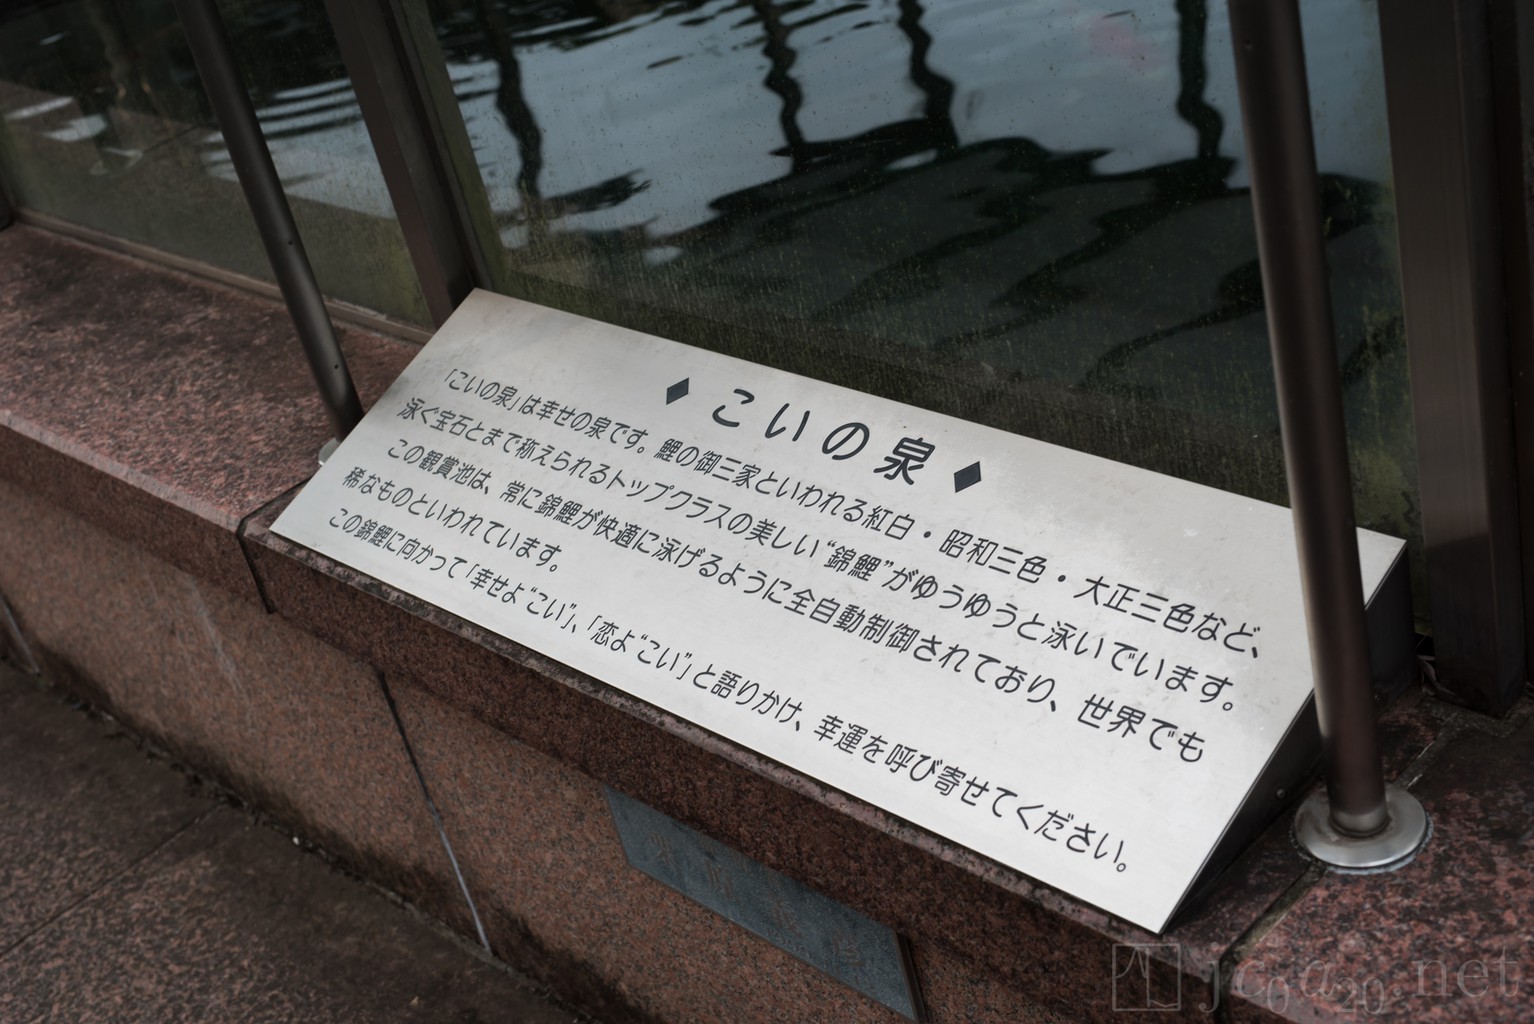 ◆ こいの泉 ◆
「こいの泉」は幸せの泉です。鯉の御三家といわれる紅白・昭和三色・大正三色など、
泳ぐ宝石とまで称えられるトップクラスの美しい“錦鯉”がゆうゆうと泳いでいます。
この観賞池は、常に錦鯉が快適に泳げるように全自動制御されており、世界でも
稀なものといわれています。
この錦鯉に向かって「幸せよ“こい”」、「恋よ“こい”」と語りかけ、幸運を呼び寄せてください。
jc0a20.net